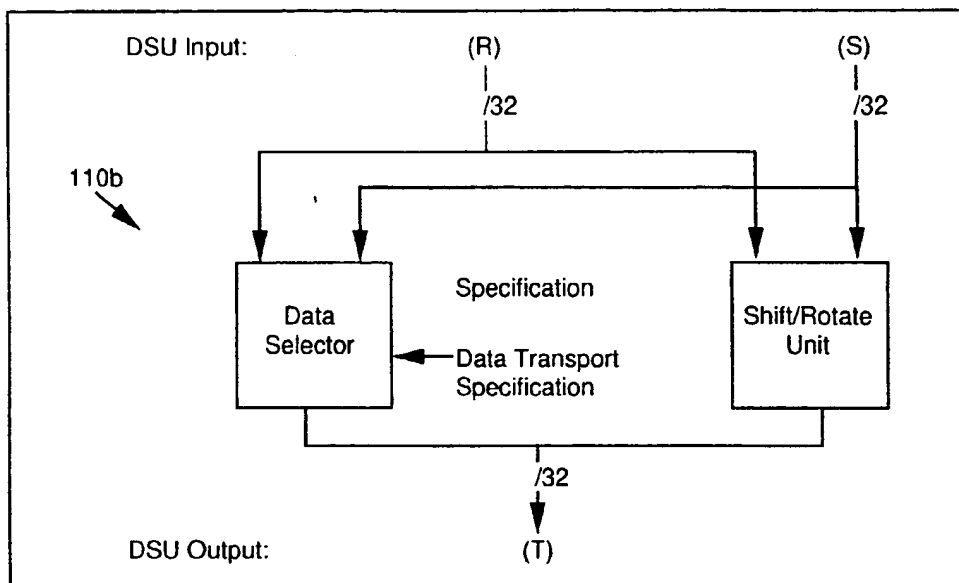 DSU Input: (R) (S)
/32 /32
110b
Specification
Data
Selector
Shift/Rotate
Unit
Data Transport
Specification
/32
DSU Output: (T)